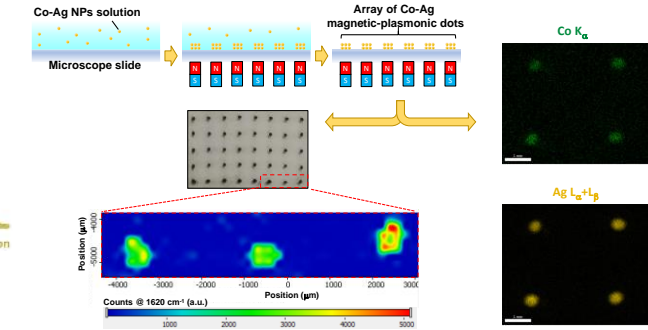 Co-Ag NPs solution
Microscope slide
Array of Co-Ag
magnetic-plasmonic dots
N N N N N N
S S S S S S
N N N N N N
S S S S S S
Co Kα
Ag Lα+Lβ
on
Position (µm)
-4000
-5000
-4000 -3000 -2000 -1000 0 1000 2000 3000
Position (µm)
Counts @ 1620 cm⁻¹ (a.u.)
1000 2000 3000 4000 5000